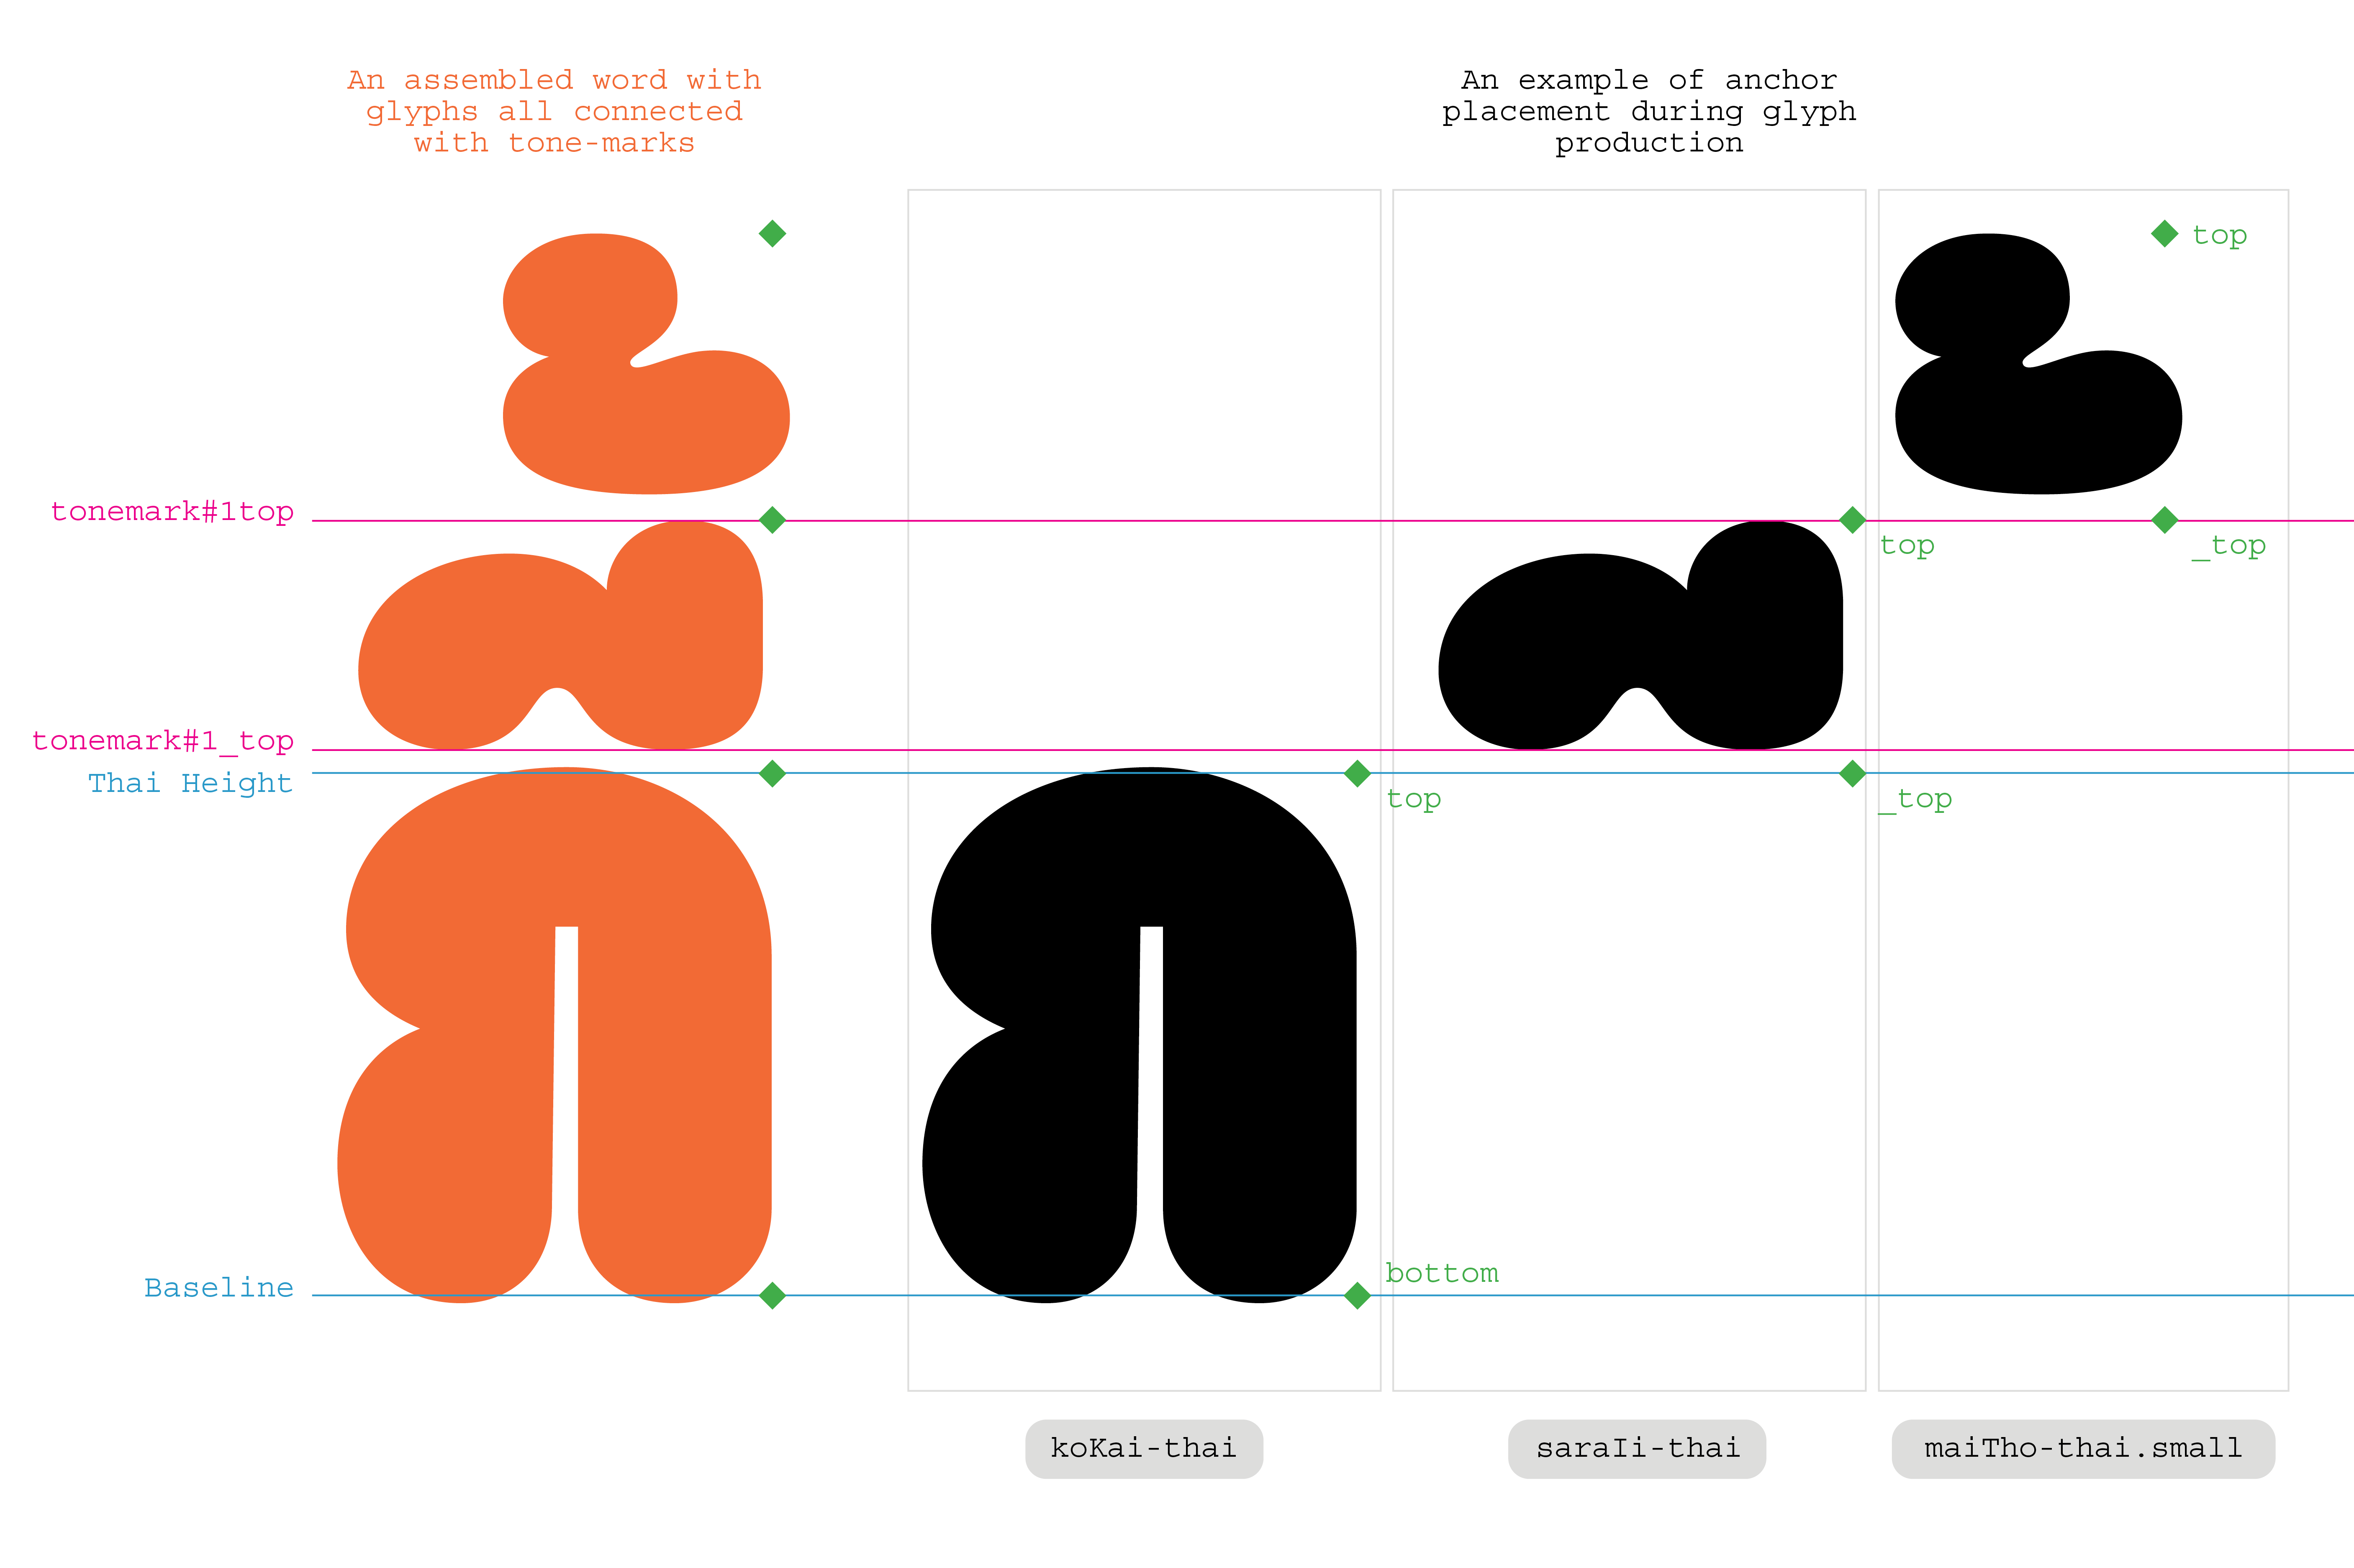 An assembled word with
glyphs all connected
with tone-marks
An example of anchor
placement during glyph
production
top
tonemark#1top
top
_top
tonemark#1_top
Thai Height
top
_top
Baseline
bottom
กี้
ก
ี
้
koKai-thai
saraIi-thai
maiTho-thai.small